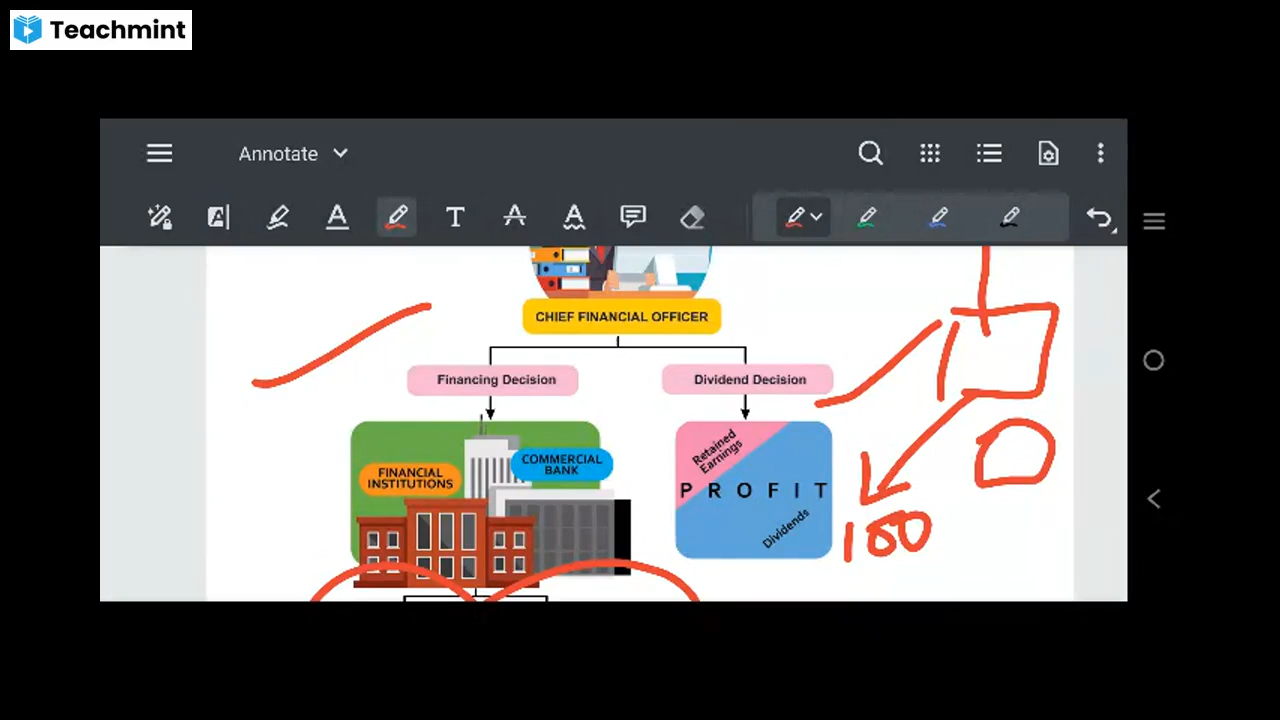 Teachmint
Annotate
CHIEF FINANCIAL OFFICER
Financing Decision
Dividend Decision
FINANCIAL
INSTITUTIONS
COMMERCIAL
BANK
Retained
Earnings
PROFIT
Dividends
100